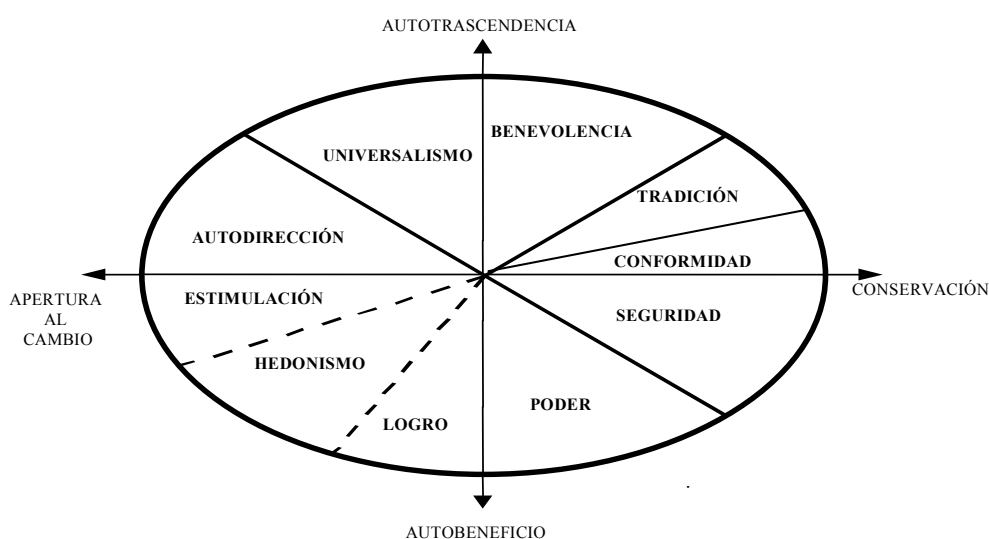 AUTOTRASCENDENCIA
BENEVOLENCIA
UNIVERSALISMO
TRADICIÓN
AUTODIRECCIÓN
CONFORMIDAD
ESTIMULACIÓN
CONSERVACIÓN
APERTURA
AL
CAMBIO
SEGURIDAD
HEDONISMO
PODER
LOGRO
AUTOBENEFICIO